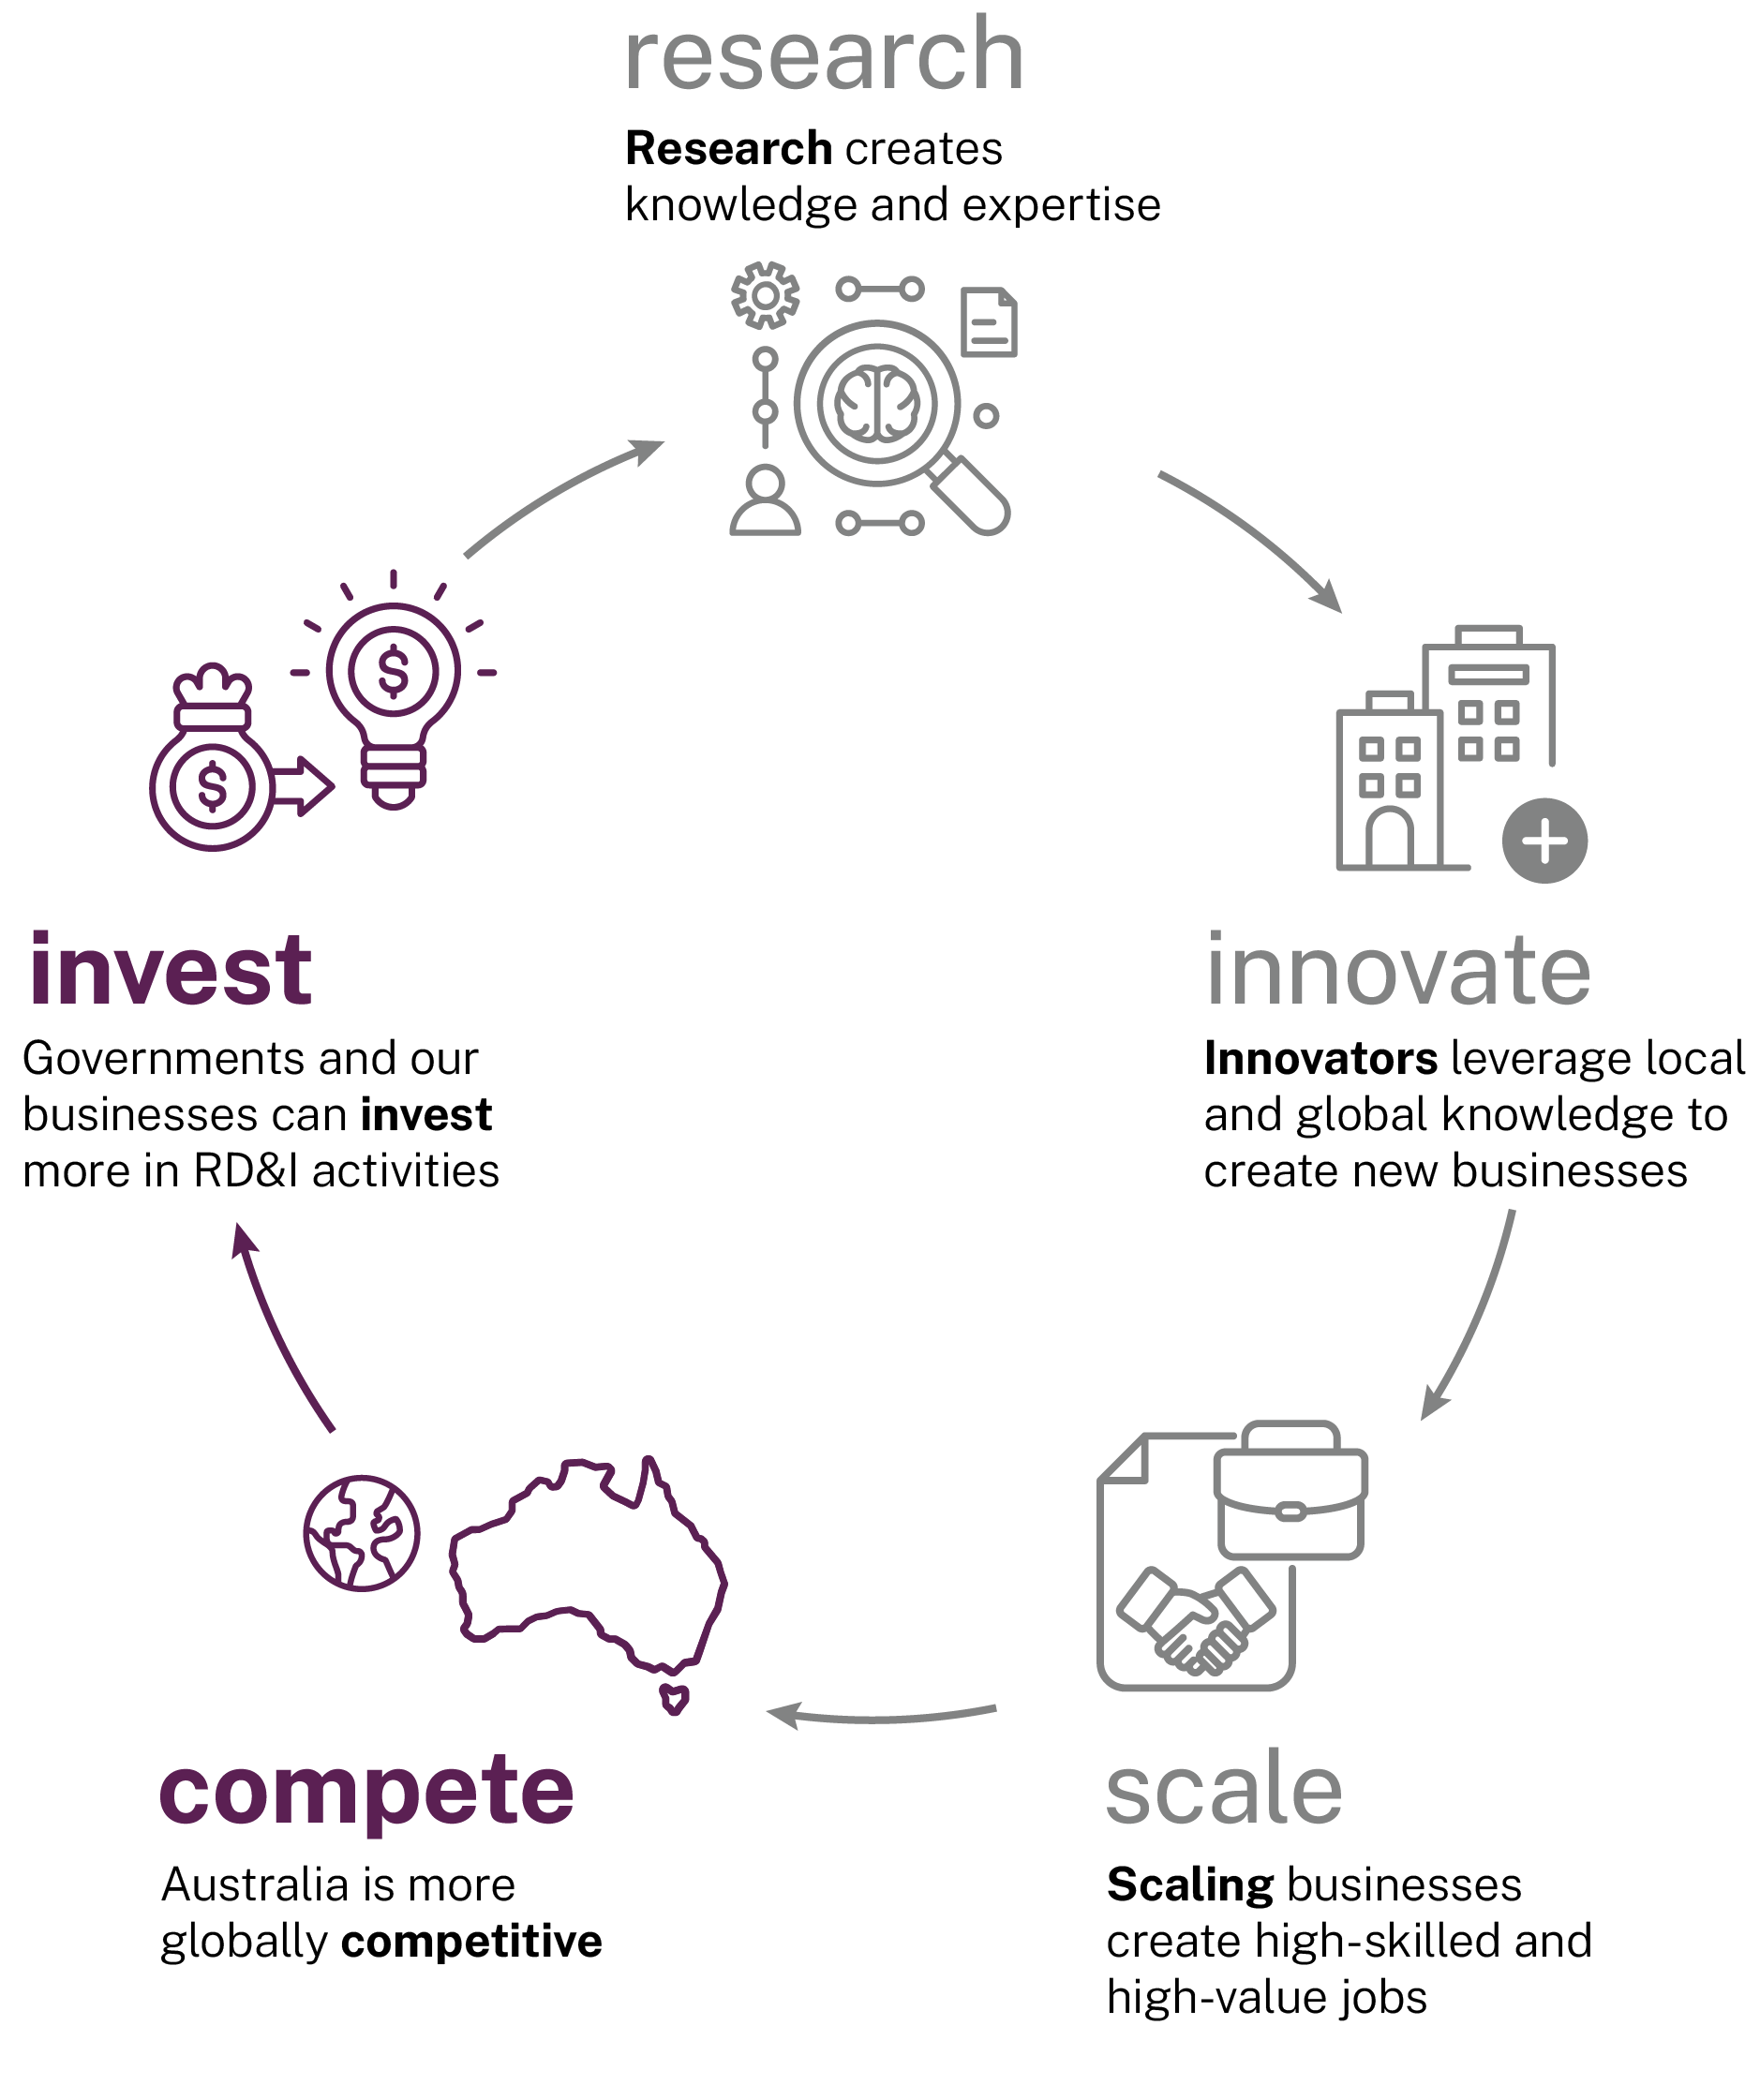 research
Research creates
knowledge and expertise
$
$
invest
Governments and our
businesses can invest
more in RD&I activities
innovate
Innovators leverage local
and global knowledge to
create new businesses
compete
Australia is more
globally competitive
scale
Scaling businesses
create high-skilled and
high-value jobs